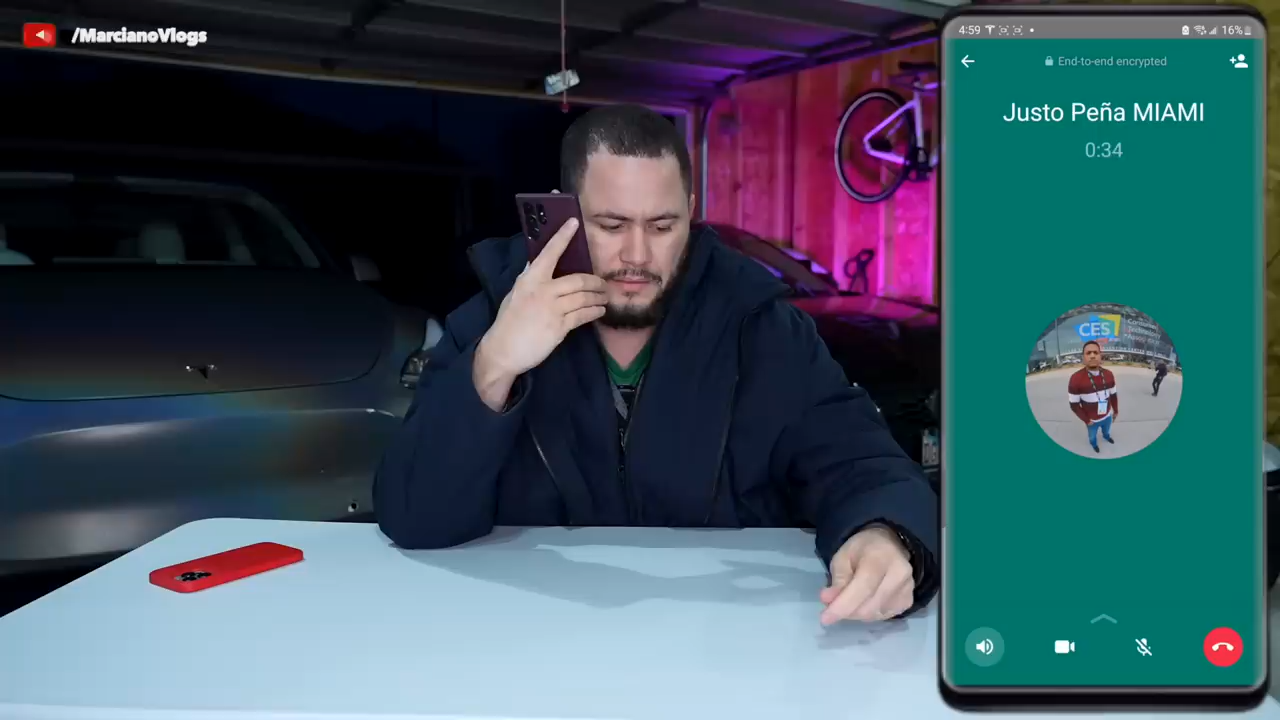 /MarcianoVlogs
4:59
16%
End-to-end encrypted
Justo Peña MIAMI
0:34
CES